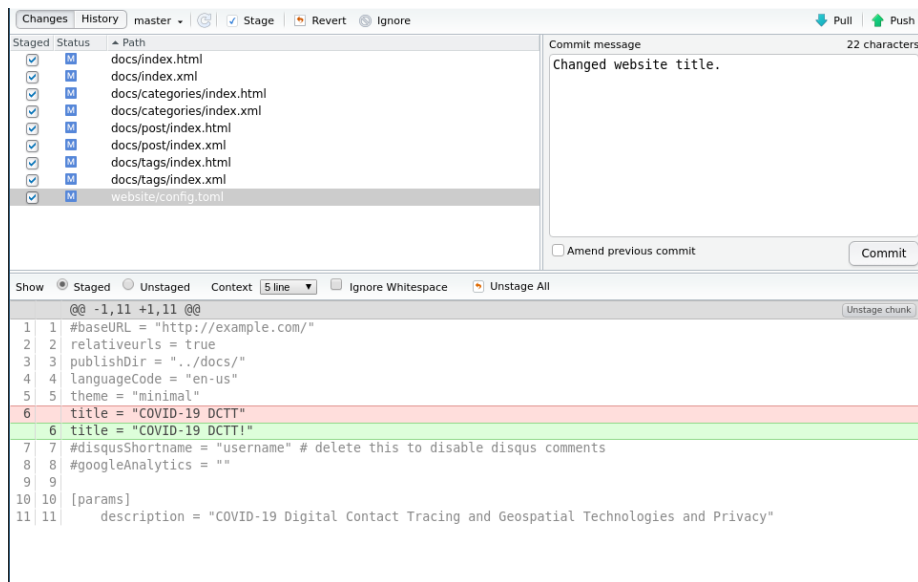 Changes History master Stage Revert Ignore Pull Push
Staged Status Path
M docs/index.html
M docs/index.xml
M docs/categories/index.html
M docs/categories/index.xml
M docs/post/index.html
M docs/post/index.xml
M docs/tags/index.html
M docs/tags/index.xml
M website/config.toml
Commit message 22 characters
Changed website title.
Amend previous commit Commit
Show Staged Unstaged Context 5 line Ignore Whitespace Unstage All
@@ -1,11 +1,11 @@ Unstage chunk
1 1 #baseURL = "http://example.com/"
2 2 relativeurls = true
3 3 publishDir = "../docs/"
4 4 languageCode = "en-us"
5 5 theme = "minimal"
6 title = "COVID-19 DCTT"
6 title = "COVID-19 DCTT!"
7 7 #disqusShortname = "username" # delete this to disable disqus comments
8 8 #googleAnalytics = ""
9 9
10 10 [params]
11 11 description = "COVID-19 Digital Contact Tracing and Geospatial Technologies and Privacy"